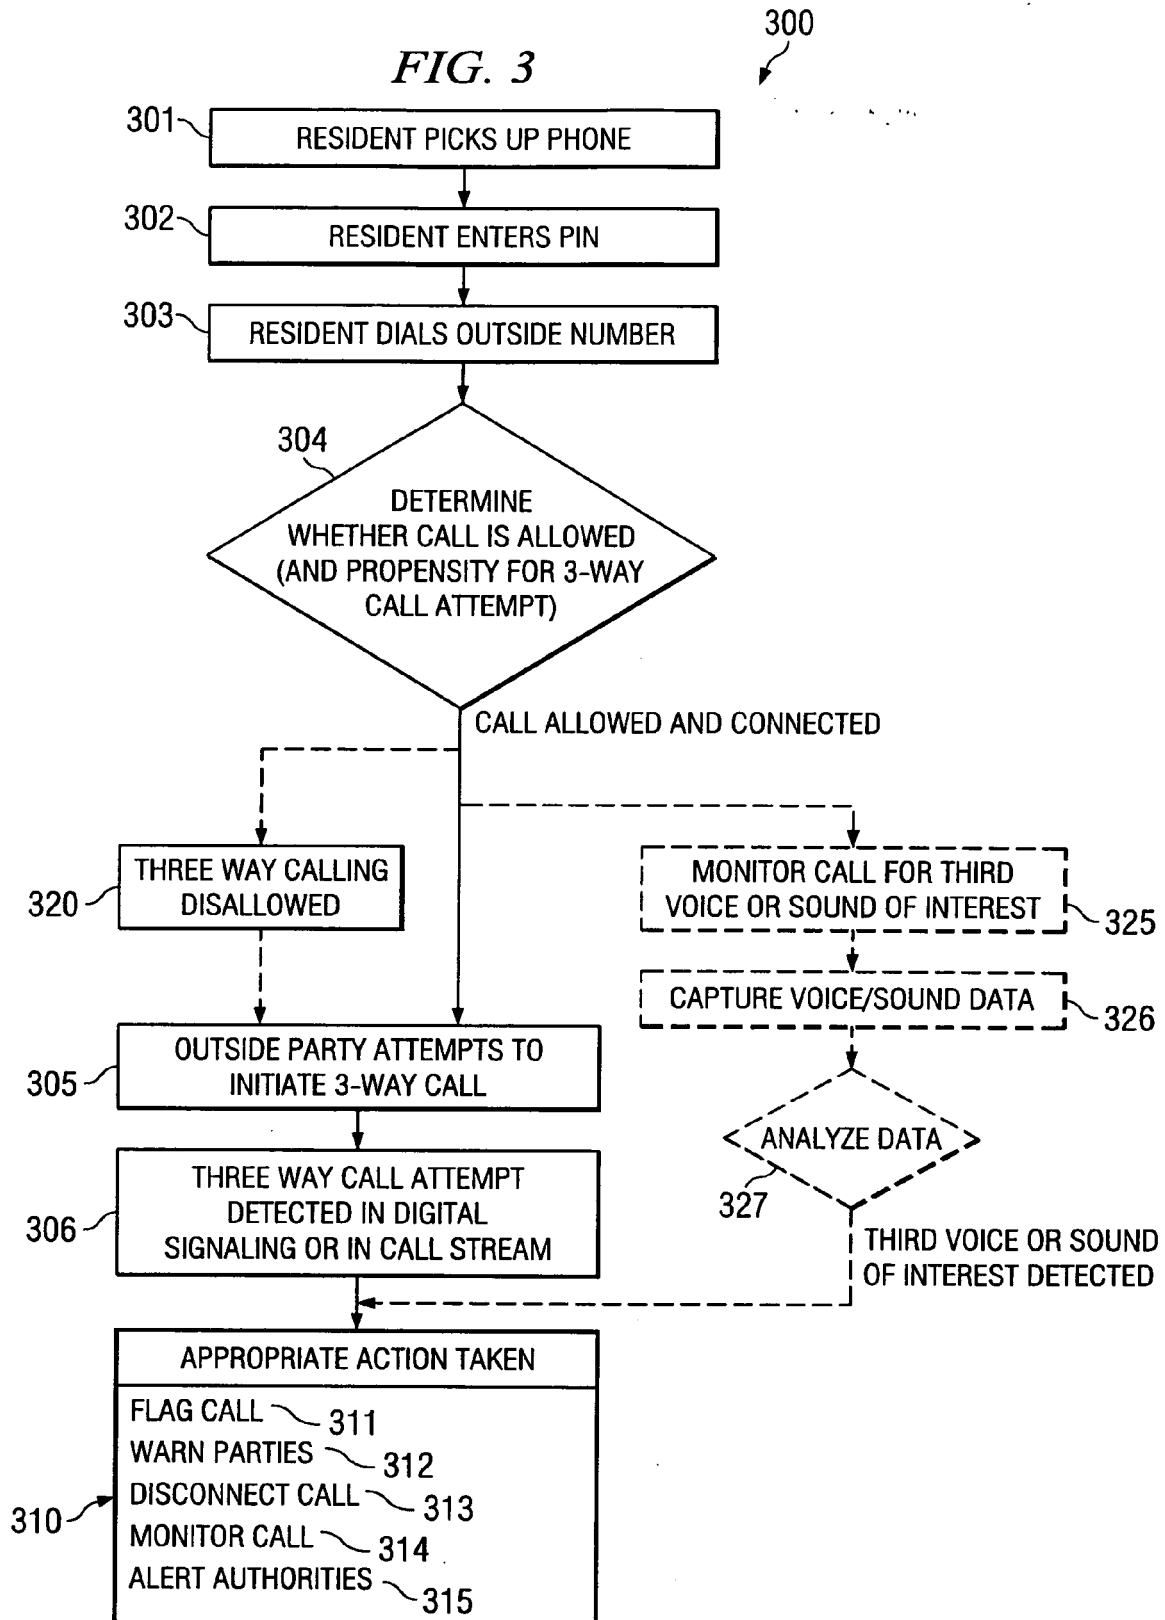 300
FIG. 3
301
RESIDENT PICKS UP PHONE
302
RESIDENT ENTERS PIN
303
RESIDENT DIALS OUTSIDE NUMBER
304
DETERMINE
WHETHER CALL IS ALLOWED
(AND PROPENSITY FOR 3-WAY
CALL ATTEMPT)
CALL ALLOWED AND CONNECTED
THREE WAY CALLING
DISALLOWED
320
MONITOR CALL FOR THIRD
VOICE OR SOUND OF INTEREST
325
CAPTURE VOICE/SOUND DATA
326
OUTSIDE PARTY ATTEMPTS TO
INITIATE 3-WAY CALL
305
ANALYZE DATA
327
THREE WAY CALL ATTEMPT
DETECTED IN DIGITAL
SIGNALING OR IN CALL STREAM
306
THIRD VOICE OR SOUND
OF INTEREST DETECTED
APPROPRIATE ACTION TAKEN
FLAG CALL 311
WARN PARTIES 312
DISCONNECT CALL 313
310
MONITOR CALL 314
ALERT AUTHORITIES 315